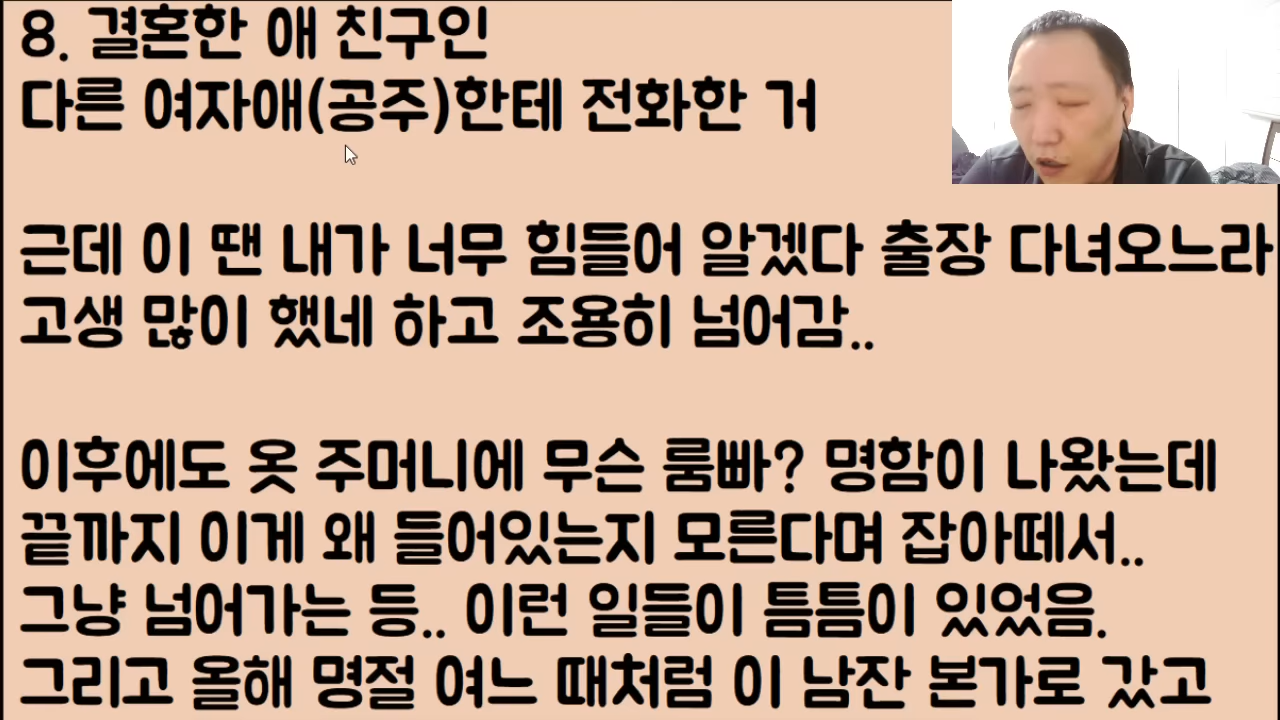 8. 결혼한 애 친구인
다른 여자애(공주)한테 전화한 거
근데 이 땐 내가 너무 힘들어 알겠다 출장 다녀오느라
고생 많이 했네 하고 조용히 넘어감..
이후에도 옷 주머니에 무슨 룸빠? 명함이 나왔는데
끝까지 이게 왜 들어있는지 모른다며 잡아떼서..
그냥 넘어가는 등.. 이런 일들이 틈틈이 있었음.
그리고 올해 명절 여느 때처럼 이 남잔 본가로 갔고